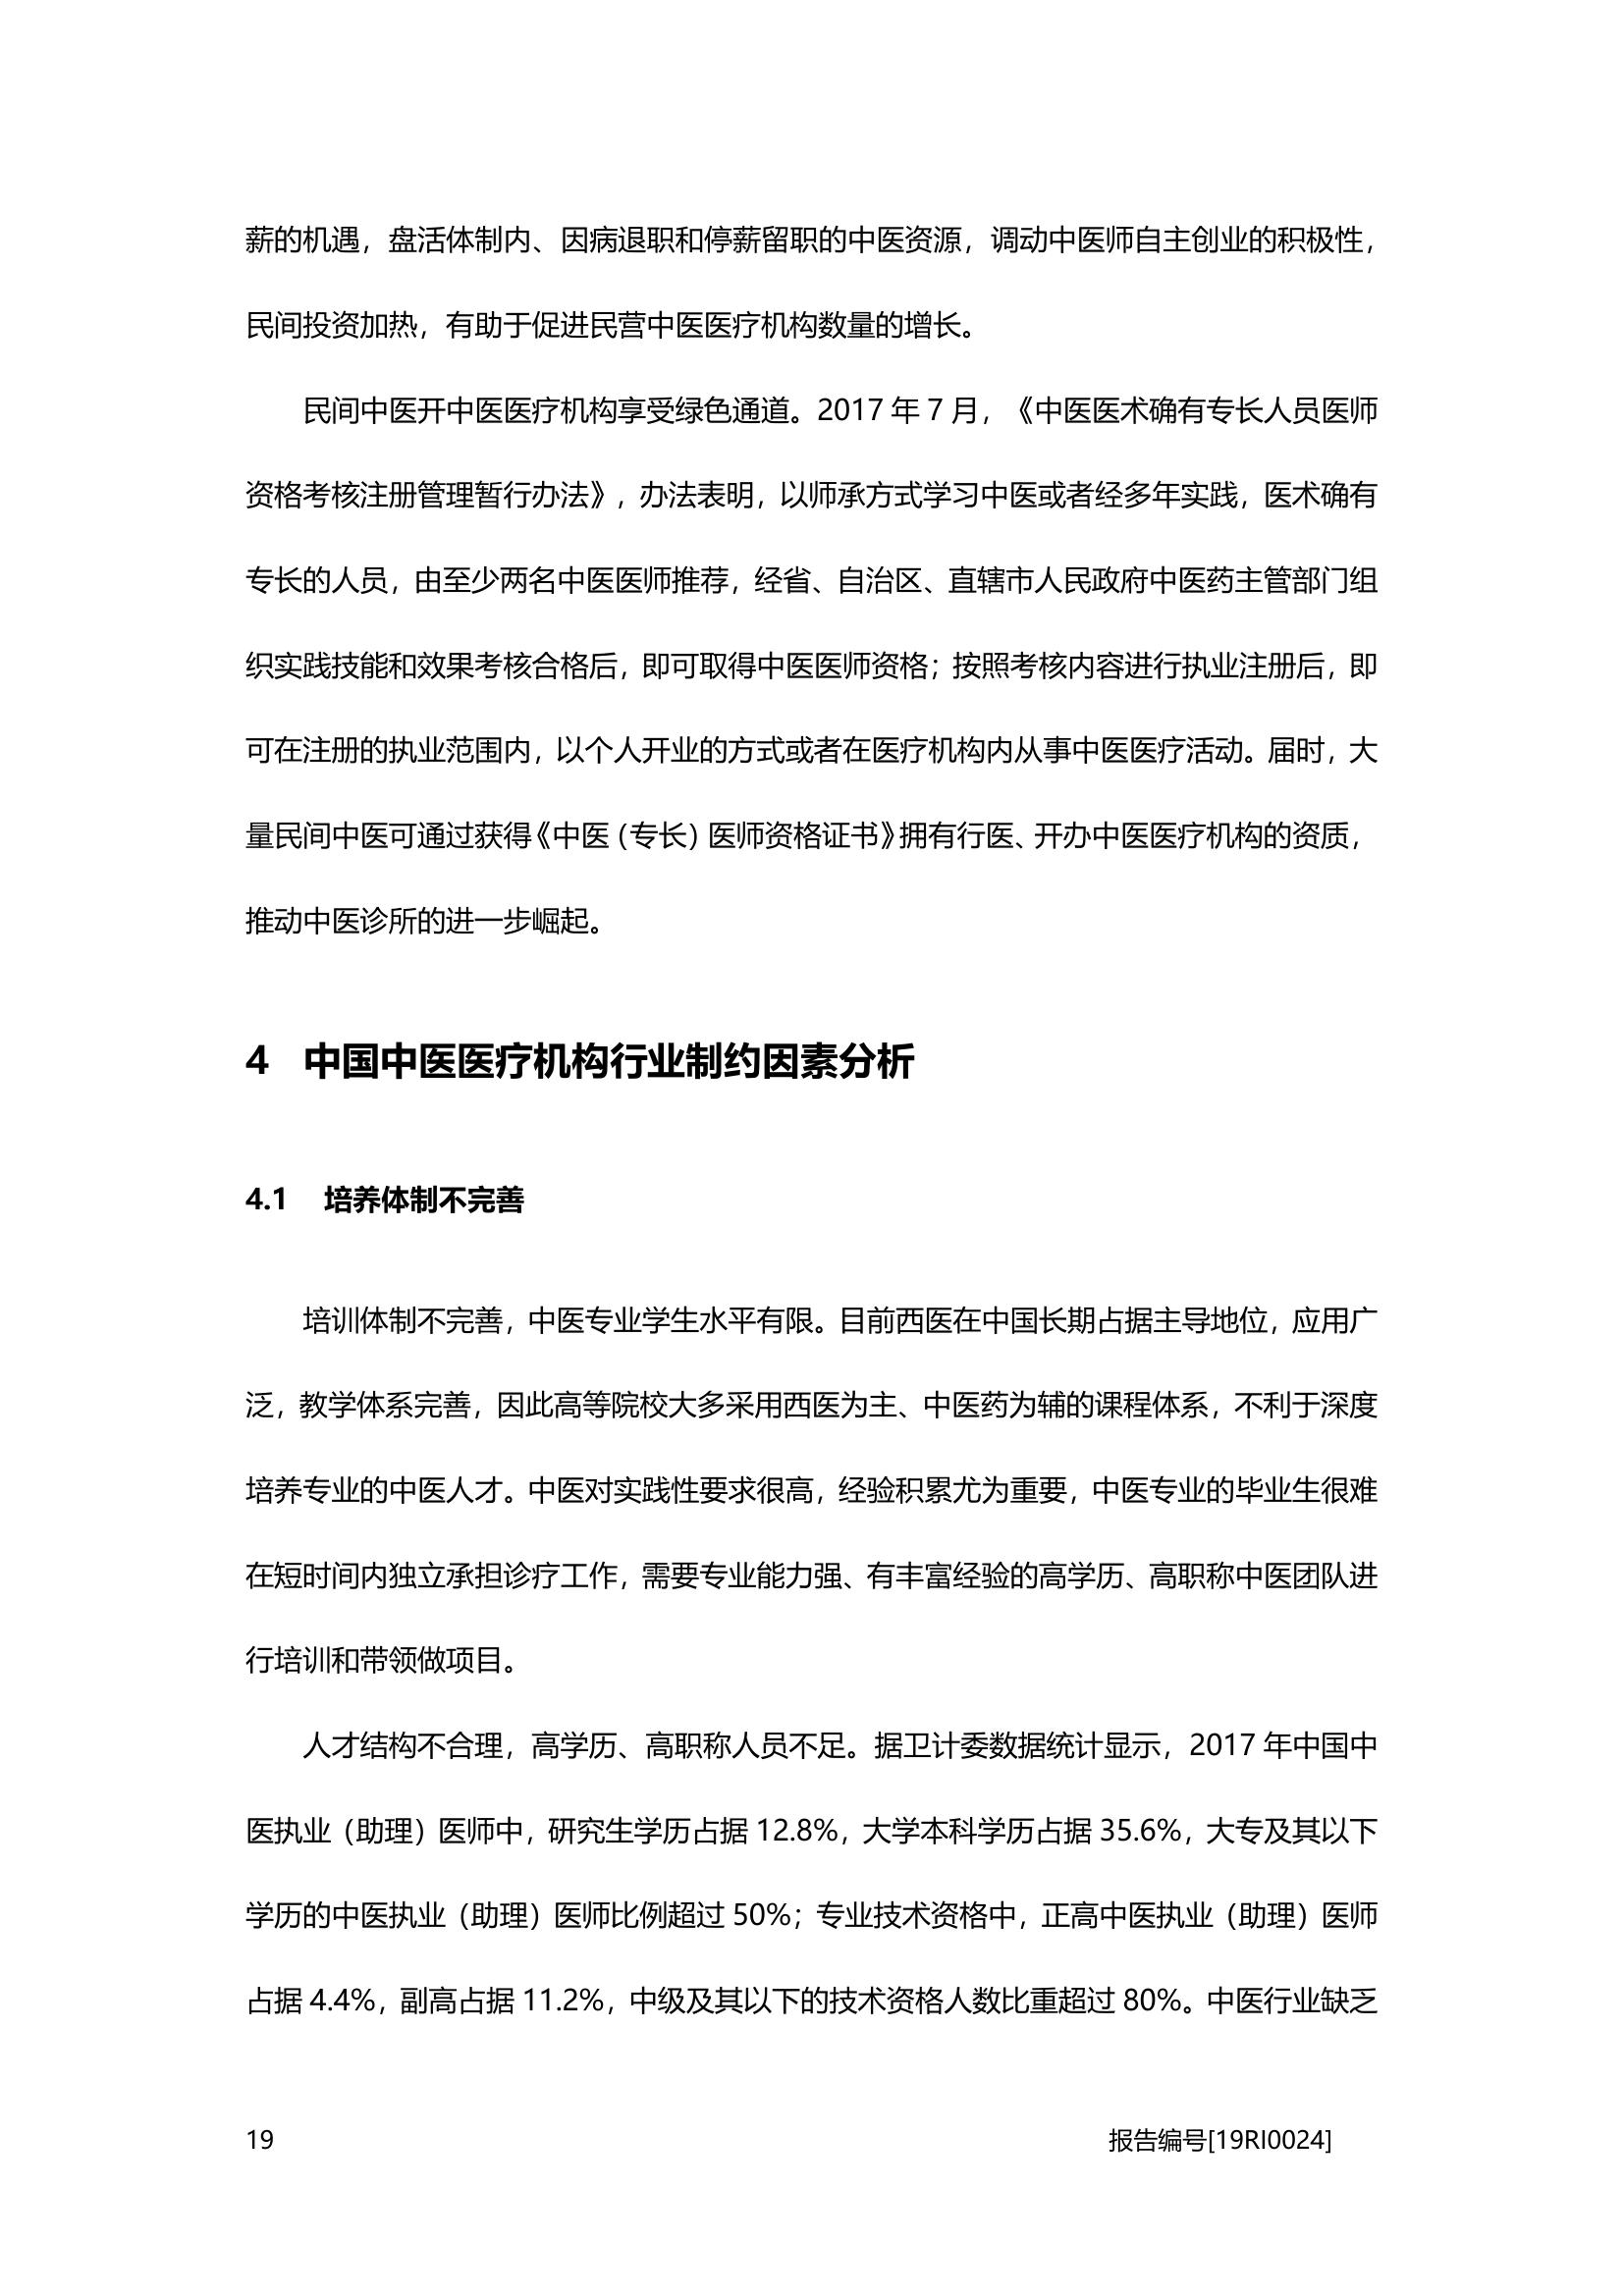 薪的机遇，盘活体制内、因病退职和停薪留职的中医资源，调动中医师自主创业的积极性，
民间投资加热，有助于促进民营中医医疗机构数量的增长。
民间中医开中医医疗机构享受绿色通道。2017 年 7 月，《中医医术确有专长人员医师
资格考核注册管理暂行办法》，办法表明，以师承方式学习中医或者经多年实践，医术确有
专长的人员，由至少两名中医医师推荐，经省、自治区、直辖市人民政府中医药主管部门组
织实践技能和效果考核合格后，即可取得中医医师资格；按照考核内容进行执业注册后，即
可在注册的执业范围内，以个人开业的方式或者在医疗机构内从事中医医疗活动。届时，大
量民间中医可通过获得《中医（专长）医师资格证书》拥有行医、开办中医医疗机构的资质，
推动中医诊所的进一步崛起。
4 中国中医医疗机构行业制约因素分析
4.1 培养体制不完善
培训体制不完善，中医专业学生水平有限。目前西医在中国长期占据主导地位，应用广
泛，教学体系完善，因此高等院校大多采用西医为主、中医药为辅的课程体系，不利于深度
培养专业的中医人才。中医对实践性要求很高，经验积累尤为重要，中医专业的毕业生很难
在短时间内独立承担诊疗工作，需要专业能力强、有丰富经验的高学历、高职称中医团队进
行培训和带领做项目。
人才结构不合理，高学历、高职称人员不足。据卫计委数据统计显示，2017 年中国中
医执业（助理）医师中，研究生学历占据 12.8%，大学本科学历占据 35.6%，大专及其以下
学历的中医执业（助理）医师比例超过 50%；专业技术资格中，正高中医执业（助理）医师
占据 4.4%，副高占据 11.2%，中级及其以下的技术资格人数比重超过 80%。中医行业缺乏
19 报告编号[19RI0024]